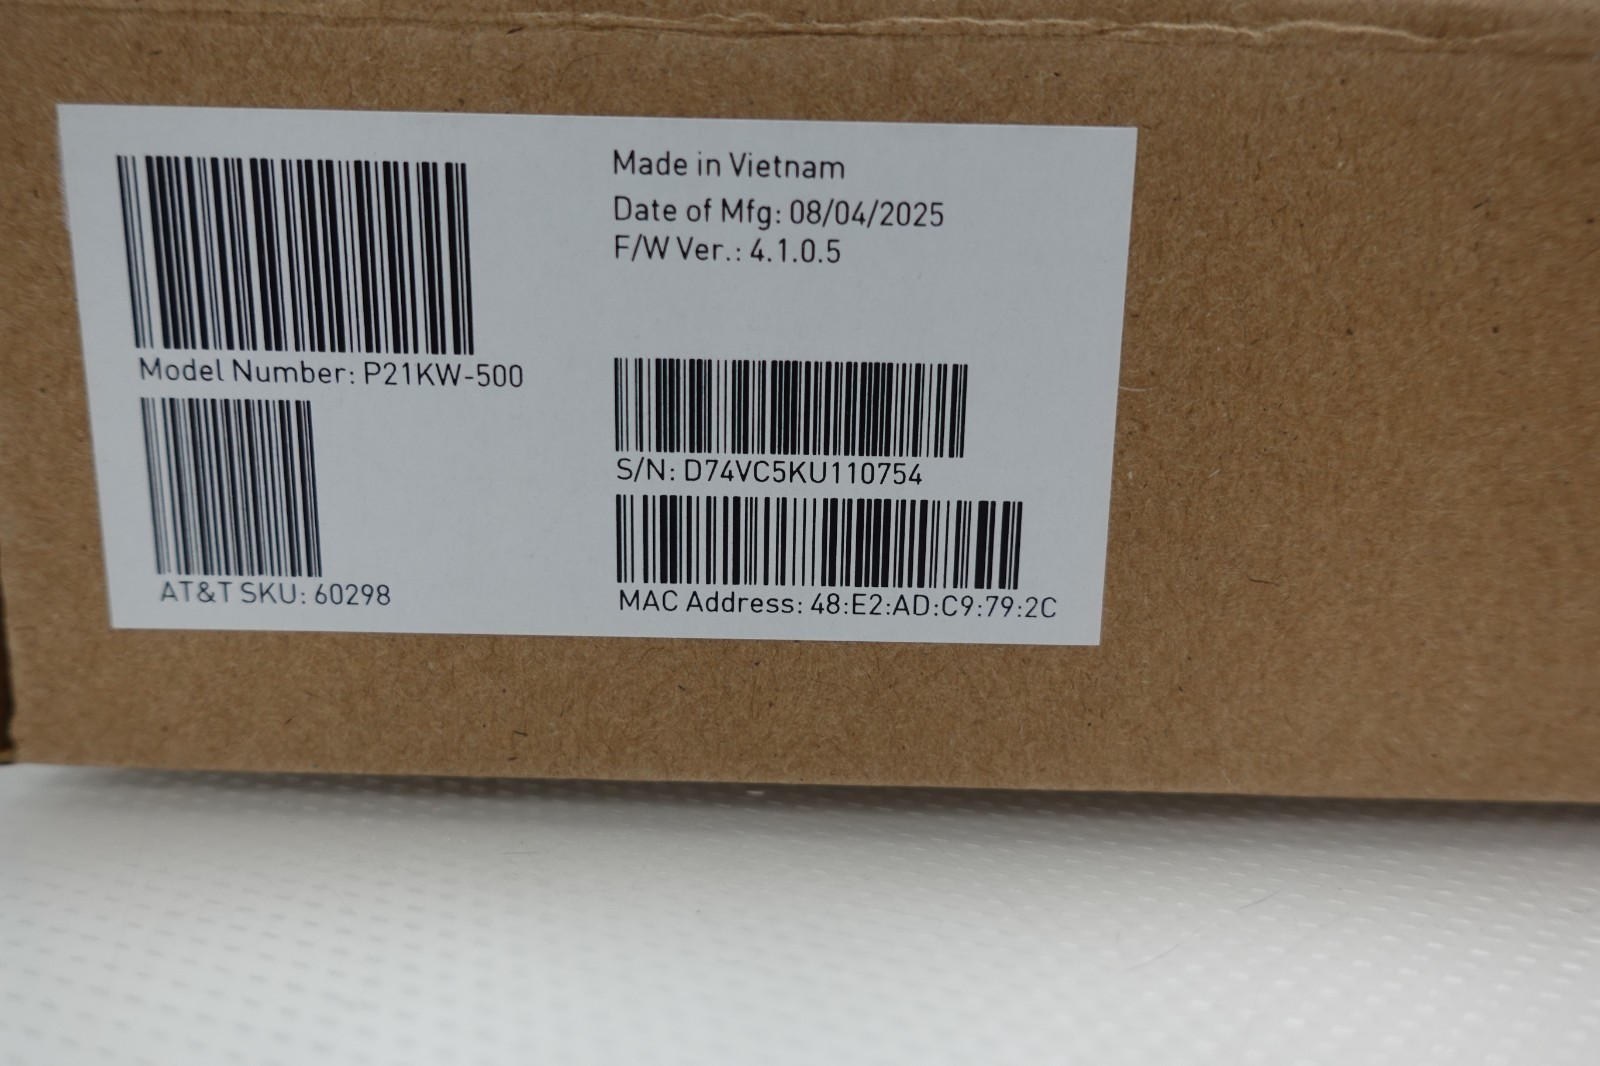 Made in Vietnam
Date of Mfg: 08/04/2025
F/W Ver.: 4.1.0.5
Model Number: P21KW-500
S/N: D74VC5KU110754
AT&T SKU: 60298
MAC Address: 48:E2:AD:C9:79:2C